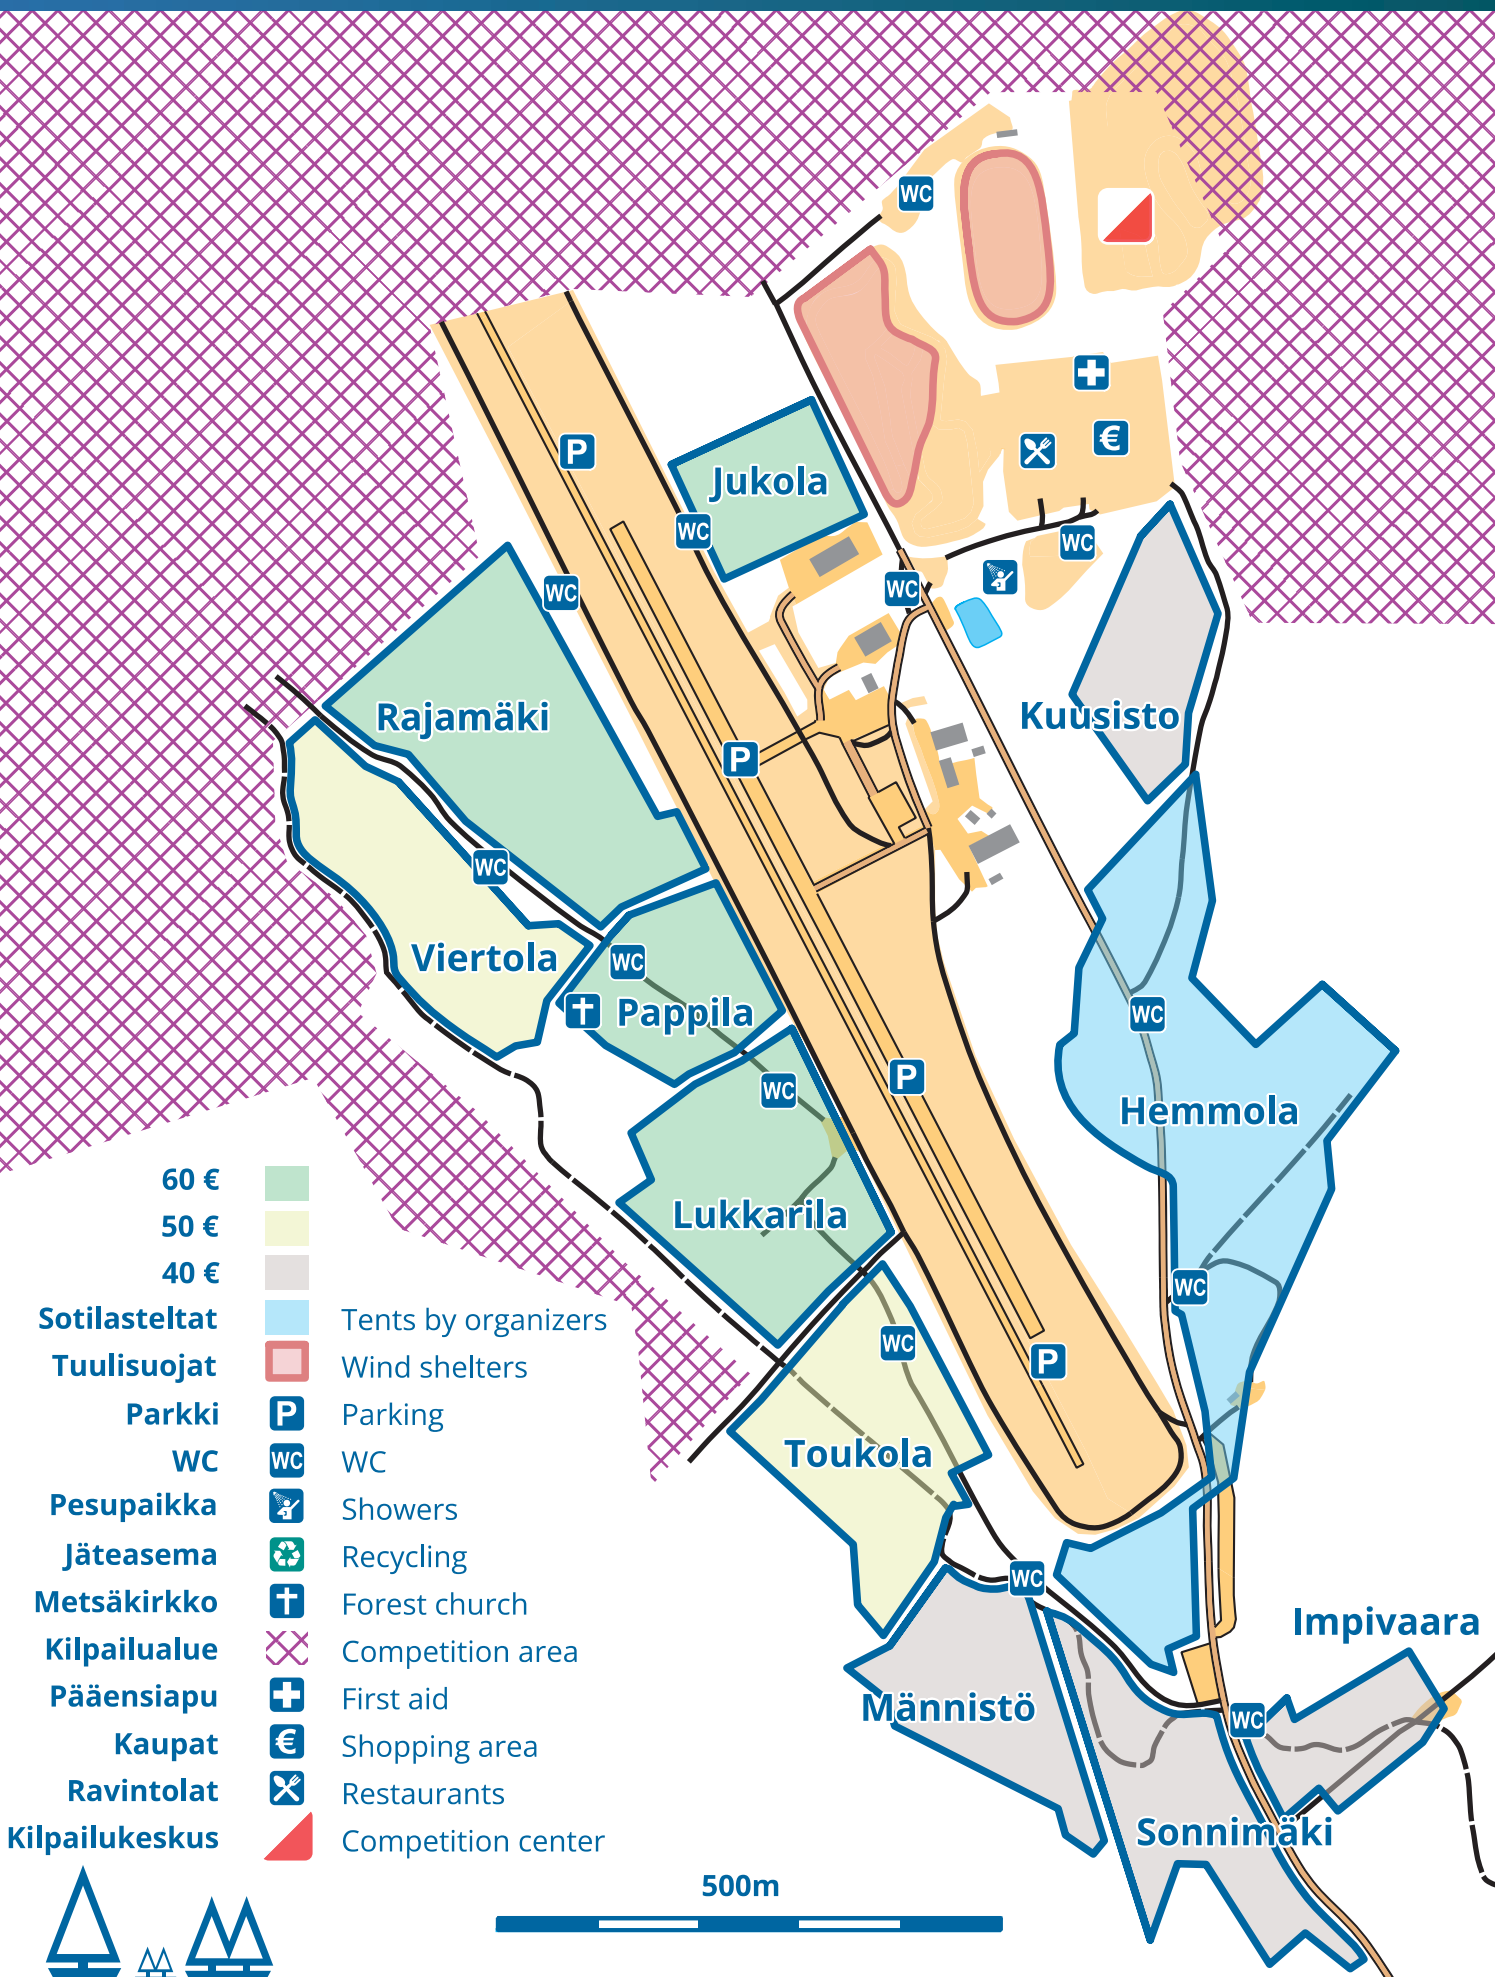 WC
P
Jukola
€
WC
WC
WC
WC
Rajamäki
Kuusisto
P
WC
Viertola
WC
Pappila
WC
P
WC
Hemmola
60 €
50 €
40 €
Lukkarila
WC
Sotilasteltat Tents by organizers
Tuulisuojat Wind shelters
WC
P
Parkki P Parking
WC WC WC
Toukola
Pesupaikka Showers
Jäteasema Recycling
WC
Metsäkirkko Forest church
Impivaara
Kilpailualue Competition area
Pääensiapu First aid
Männistö
WC
Kaupat € Shopping area
Ravintolat Restaurants
Kilpailukeskus Competition center
Sonnimäki
500m